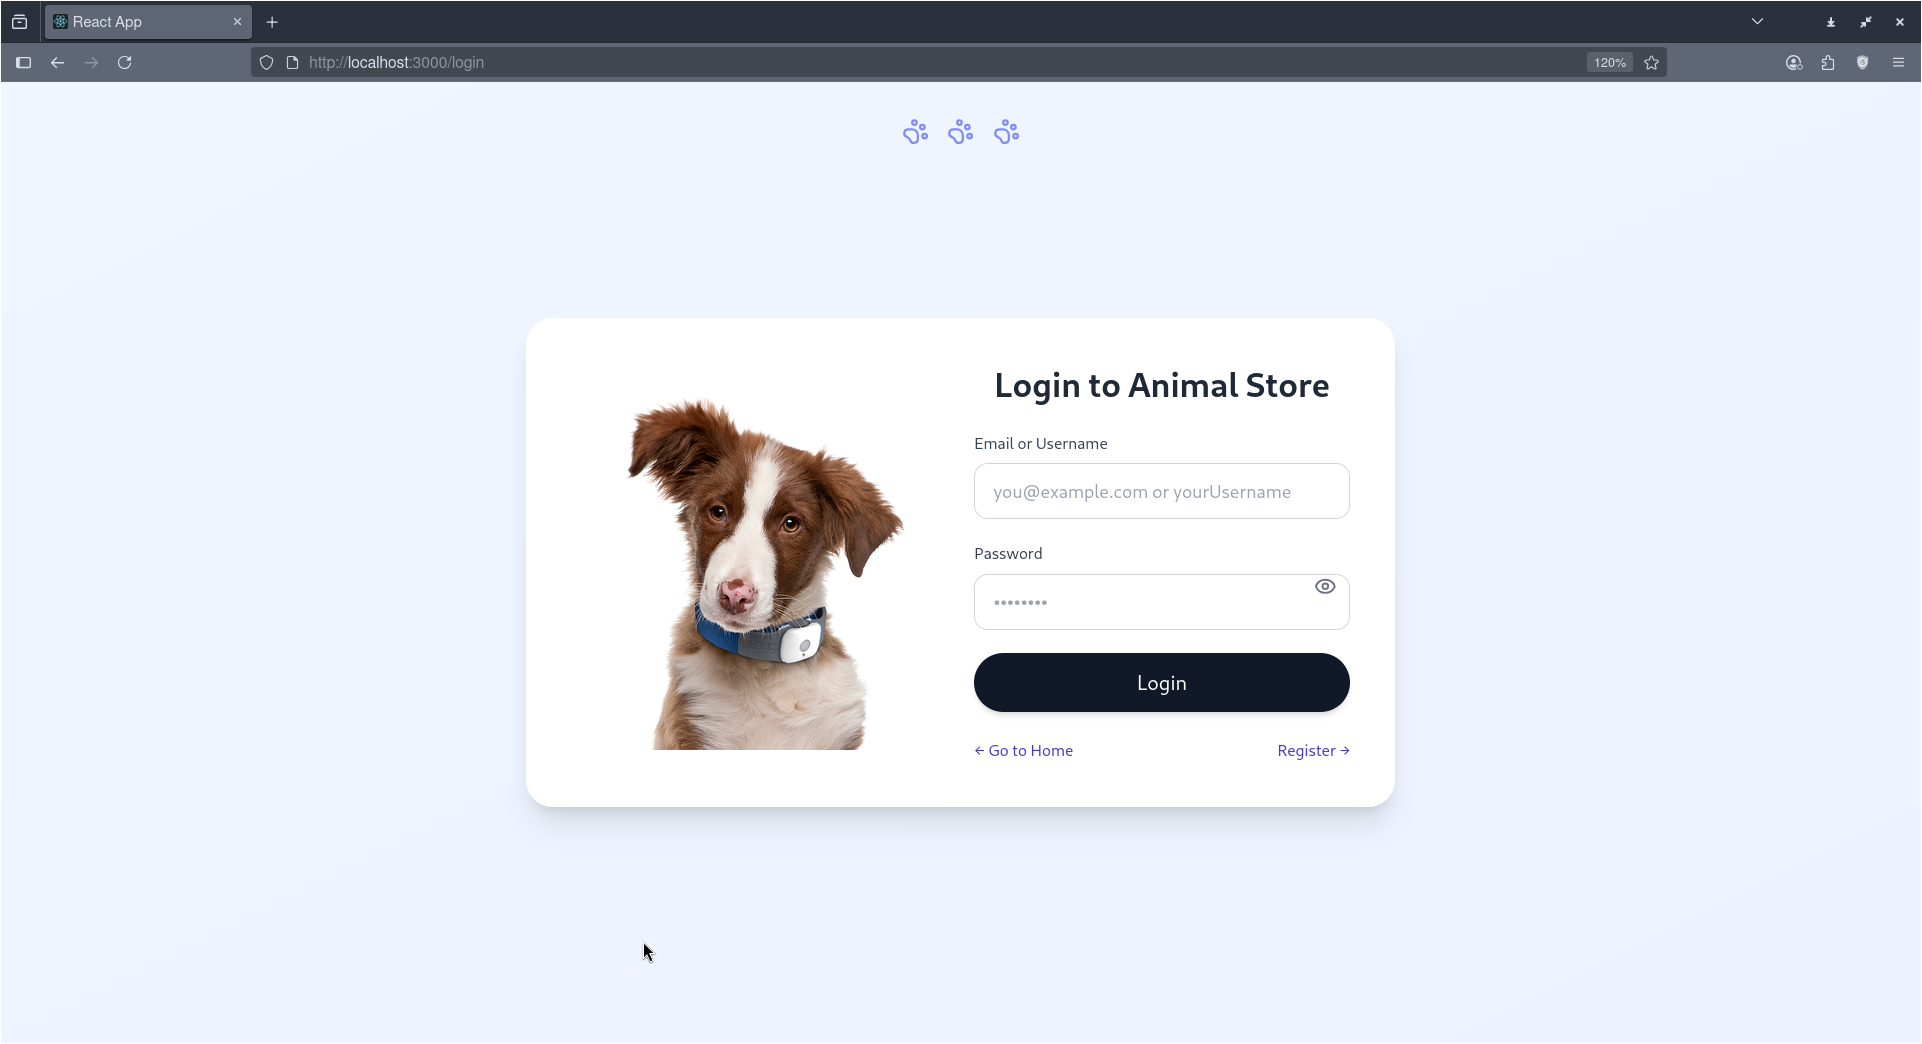 React App
http://localhost:3000/login
120%
Login to Animal Store
Email or Username
you@example.com or yourUsername
Password
••••••••
Login
← Go to Home
Register →